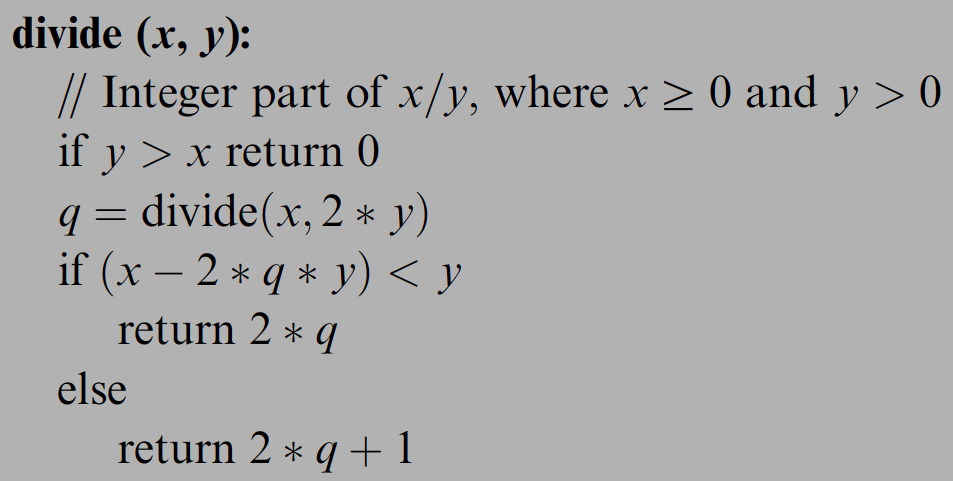 divide (x, y):
// Integer part of x/y, where x ≥ 0 and y > 0
if y > x return 0
q = divide(x, 2 * y)
if (x − 2 * q * y) < y
return 2 * q
else
return 2 * q + 1